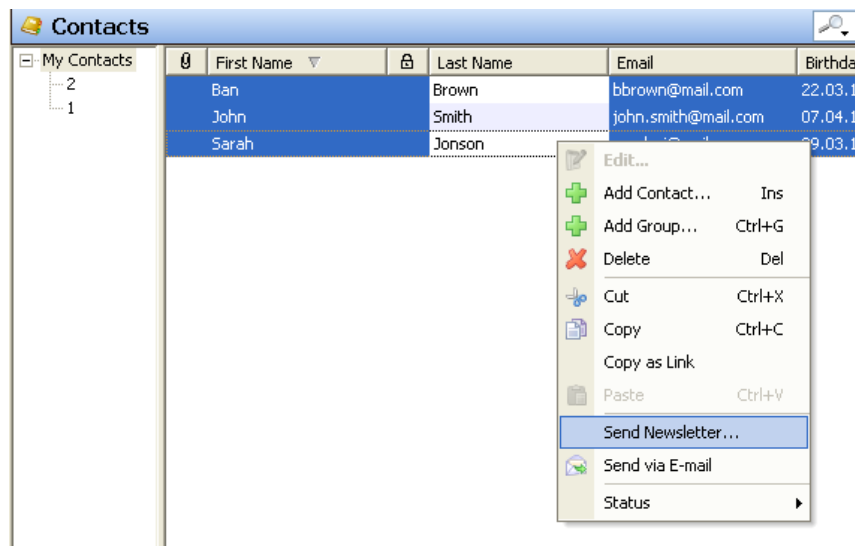 Contacts
My Contacts
2
1
First Name Last Name Email Birthda
Ban Brown bbrown@mail.com 22.03.1
John Smith john.smith@mail.com 07.04.1
Sarah Jonson 09.03.1
Edit...
Add Contact... Ins
Add Group... Ctrl+G
Delete Del
Cut Ctrl+X
Copy Ctrl+C
Copy as Link
Paste Ctrl+V
Send Newsletter...
Send via E-mail
Status